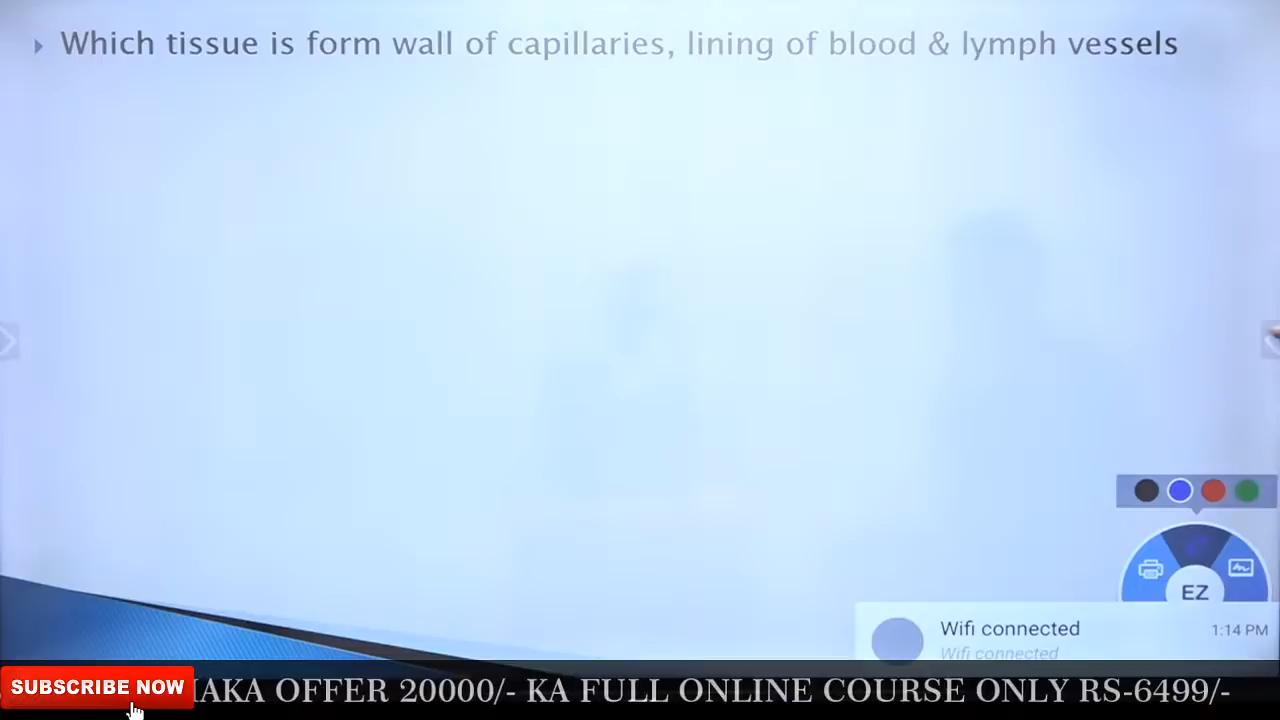 Which tissue is form wall of capillaries, lining of blood & lymph vessels
EZ
Wifi connected
1:14 PM
Wifi connected
SUBSCRIBE NOW
AKA OFFER 20000/- KA FULL ONLINE COURSE ONLY RS-6499/-